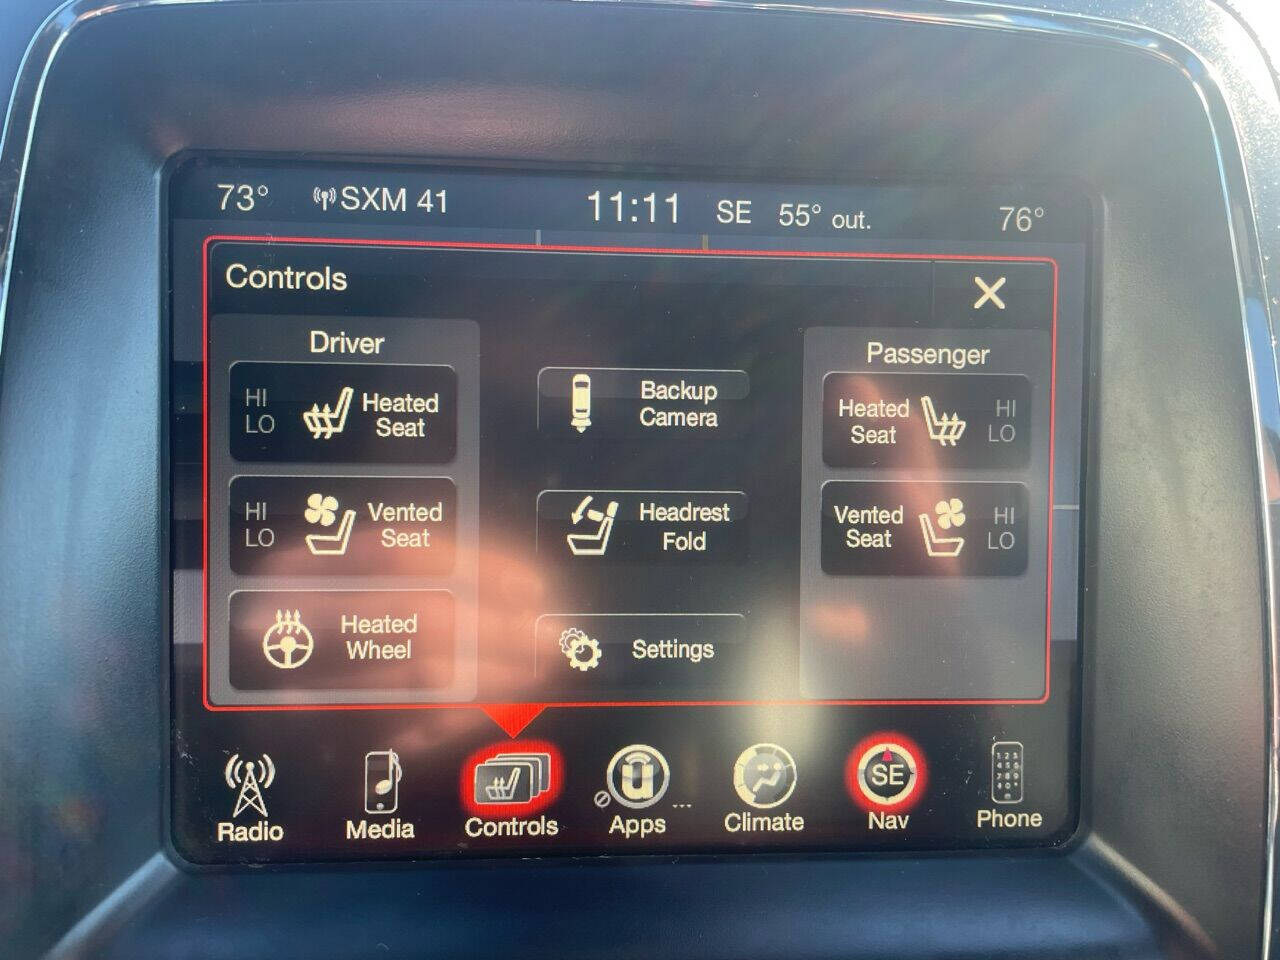 73° SXM 41 11:11 SE 55° out. 76°
Controls
Driver
HI
LO
Heated
Seat
HI
LO
Vented
Seat
Heated
Wheel
Backup
Camera
Headrest
Fold
Settings
Passenger
Heated
Seat
HI
LO
Vented
Seat
HI
LO
SE
Radio Media Controls Apps Climate Nav Phone